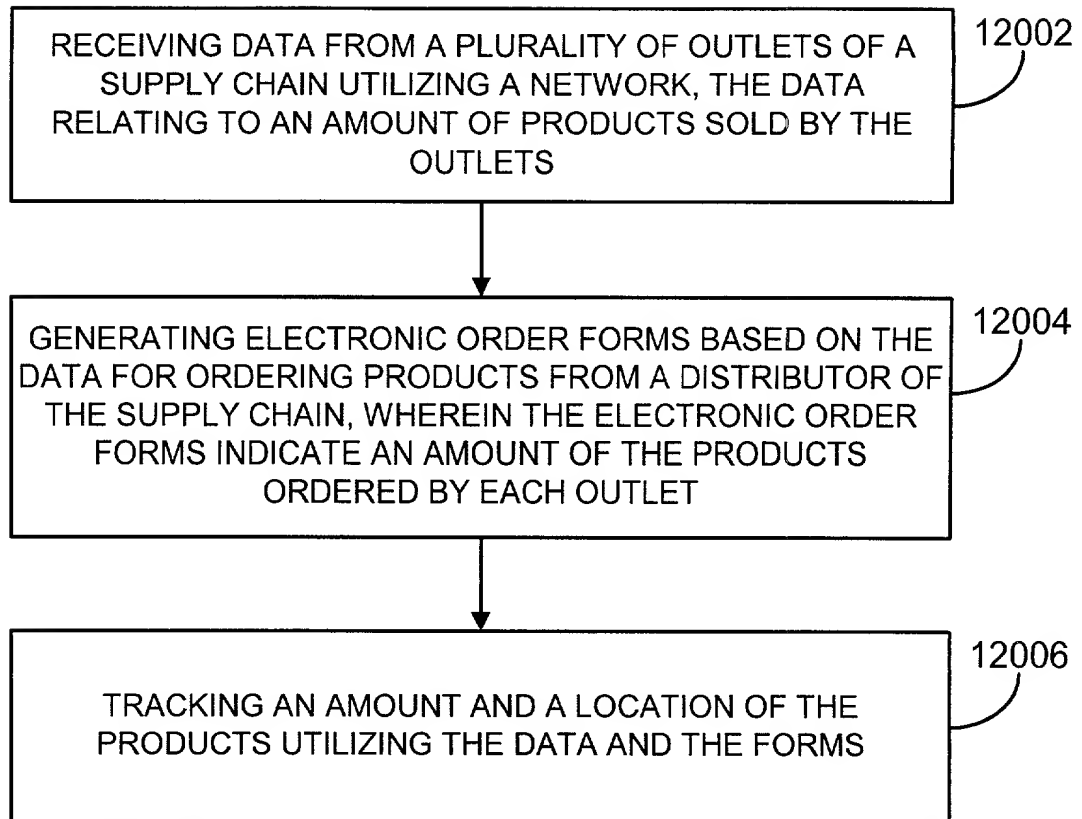 RECEIVING DATA FROM A PLURALITY OF OUTLETS OF A
SUPPLY CHAIN UTILIZING A NETWORK, THE DATA
RELATING TO AN AMOUNT OF PRODUCTS SOLD BY THE
OUTLETS
12002
GENERATING ELECTRONIC ORDER FORMS BASED ON THE
DATA FOR ORDERING PRODUCTS FROM A DISTRIBUTOR OF
THE SUPPLY CHAIN, WHEREIN THE ELECTRONIC ORDER
FORMS INDICATE AN AMOUNT OF THE PRODUCTS
ORDERED BY EACH OUTLET
12004
TRACKING AN AMOUNT AND A LOCATION OF THE
PRODUCTS UTILIZING THE DATA AND THE FORMS
12006